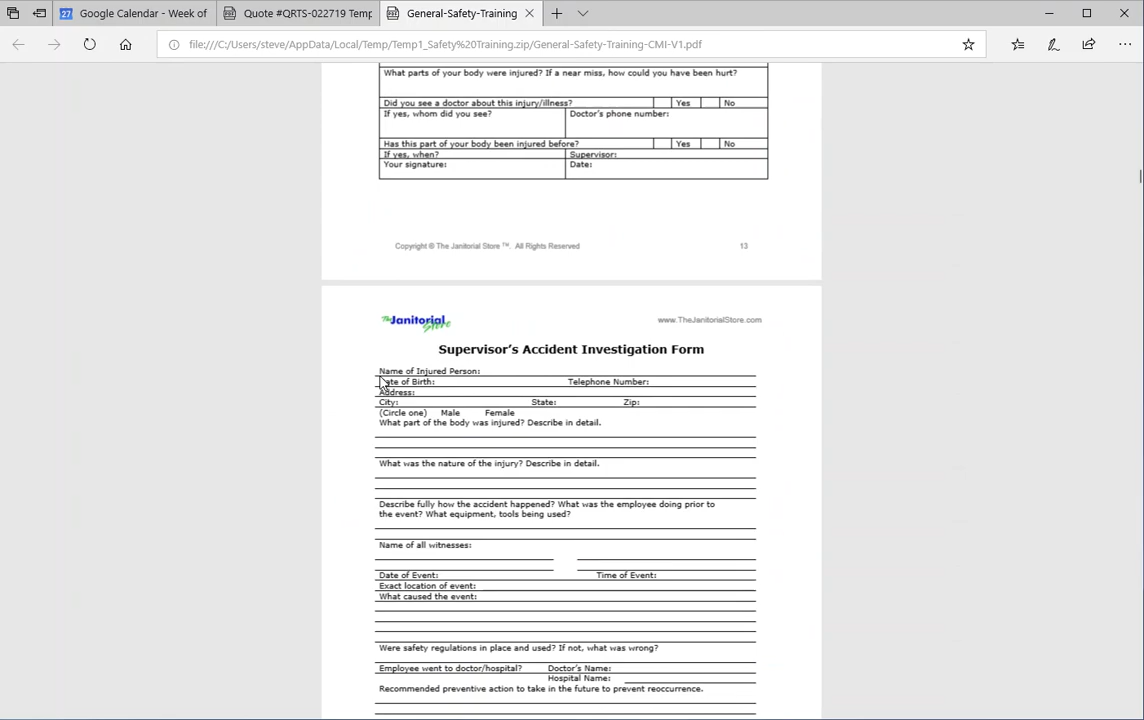 Google Calendar - Week of
Quote #QRTS-022719 Temp
General-Safety-Training
file:///C:/Users/steve/AppData/Local/Temp/Temp1_Safety%20Training.zip/General-Safety-Training-CMI-V1.pdf
What parts of your body were injured? If a near miss, how could you have been hurt?
Did you see a doctor about this injury/illness? Yes No
If yes, whom did you see? Doctor's phone number:
Has this part of your body been injured before? Yes No
If yes, when? Supervisor:
Your signature: Date:
Copyright © The Janitorial Store ™. All Rights Reserved 13
The Janitorial Store www.TheJanitorialStore.com
Supervisor's Accident Investigation Form
Name of Injured Person:
Date of Birth: Telephone Number:
Address:
City: State: Zip:
(Circle one) Male Female
What part of the body was injured? Describe in detail.
What was the nature of the injury? Describe in detail.
Describe fully how the accident happened? What was the employee doing prior to
the event? What equipment, tools being used?
Name of all witnesses:
Date of Event: Time of Event:
Exact location of event:
What caused the event:
Were safety regulations in place and used? If not, what was wrong?
Employee went to doctor/hospital? Doctor's Name:
Hospital Name:
Recommended preventive action to take in the future to prevent reoccurrence.